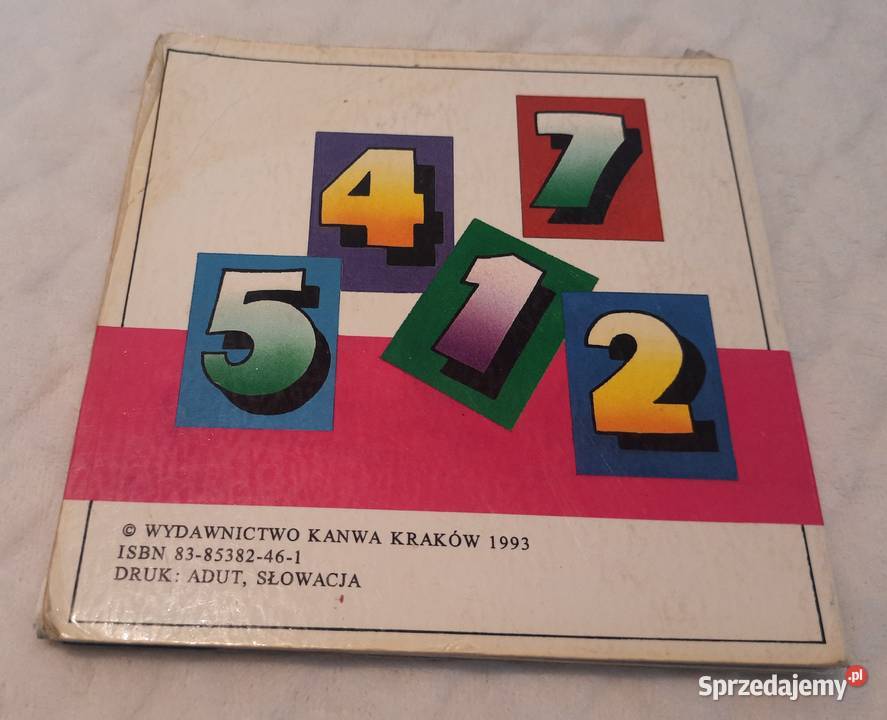 7
4
5
1
2
© WYDAWNICTWO KANWA KRAKÓW 1993
ISBN 83-85382-46-1
DRUK: ADUT, SŁOWACJA
Sprzedajemy.pl